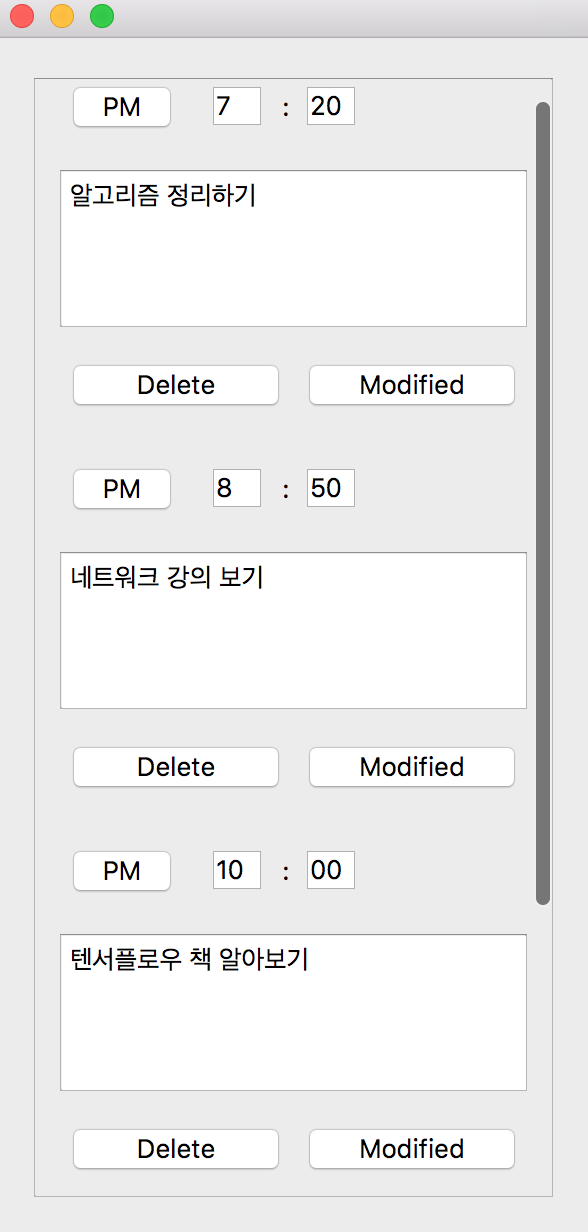 PM 7 : 20
알고리즘 정리하기
Delete Modified
PM 8 : 50
네트워크 강의 보기
Delete Modified
PM 10 : 00
텐서플로우 책 알아보기
Delete Modified